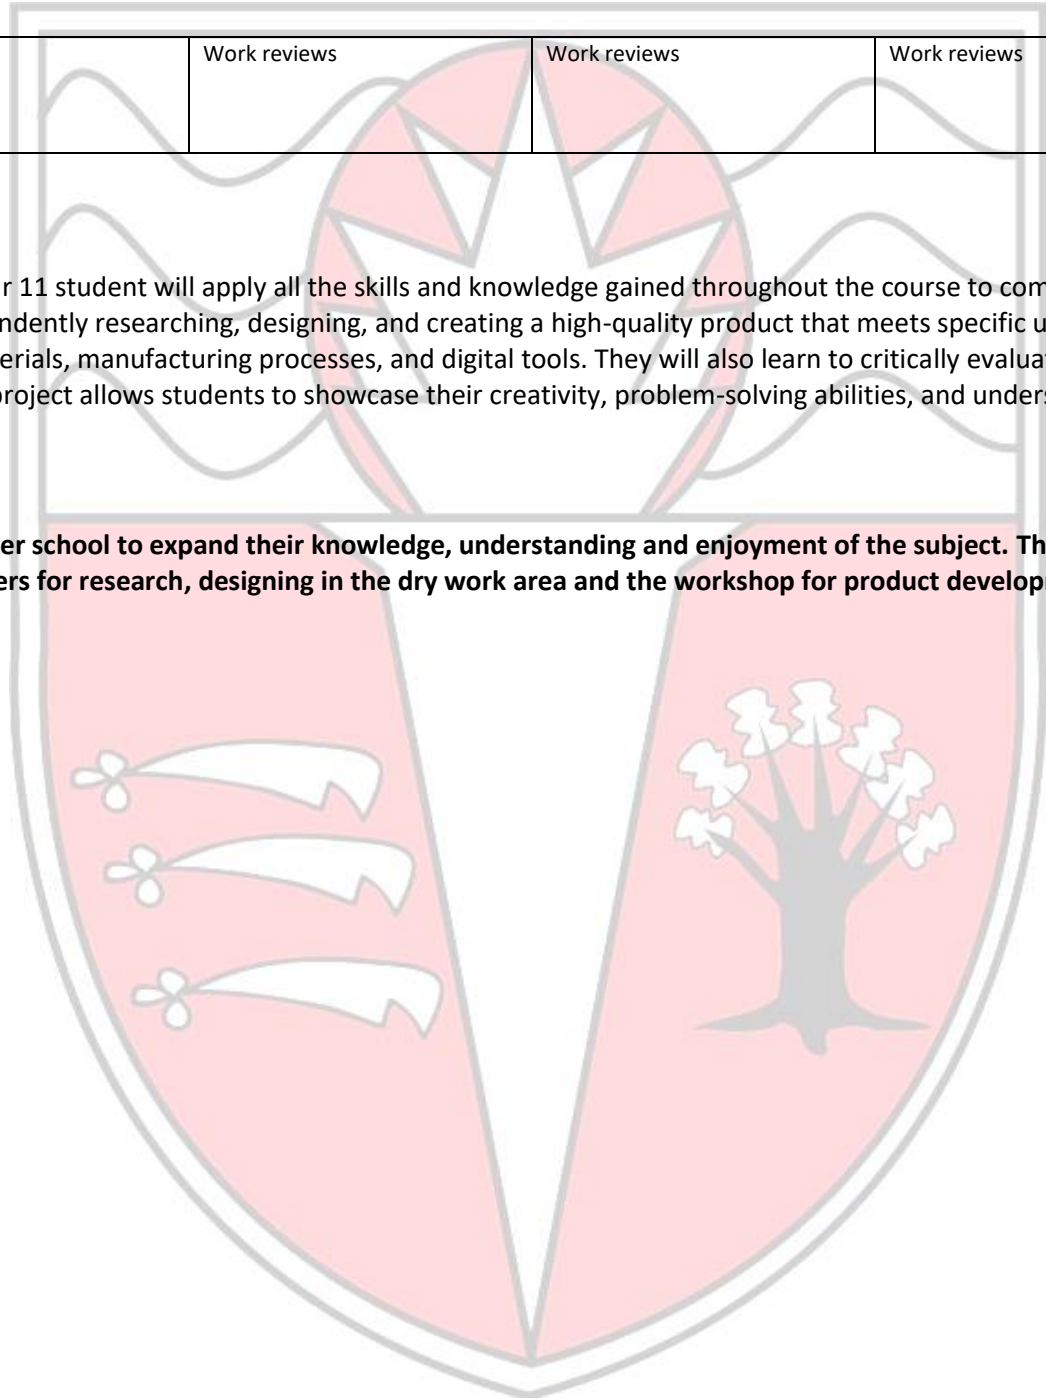 Work reviews Work reviews Work reviews
r 11 student will apply all the skills and knowledge gained throughout the course to com
ndently researching, designing, and creating a high-quality product that meets specific u
erials, manufacturing processes, and digital tools. They will also learn to critically evalua
project allows students to showcase their creativity, problem-solving abilities, and unders
er school to expand their knowledge, understanding and enjoyment of the subject. Th
ers for research, designing in the dry work area and the workshop for product develop